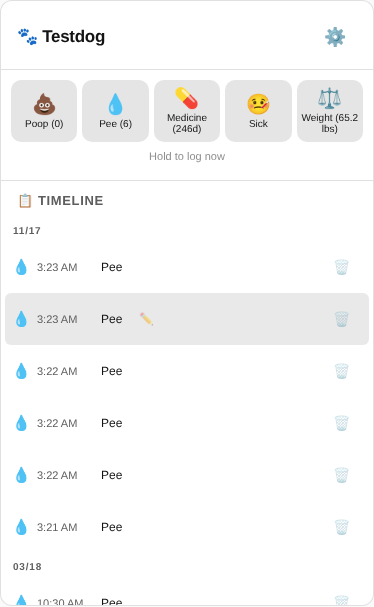 Testdog
Poop (0)
Pee (6)
Medicine
(246d)
Sick
Weight (65.2
lbs)
Hold to log now
TIMELINE
11/17
3:23 AM Pee
3:23 AM Pee
3:22 AM Pee
3:22 AM Pee
3:22 AM Pee
3:21 AM Pee
03/18
10:30 AM Pee